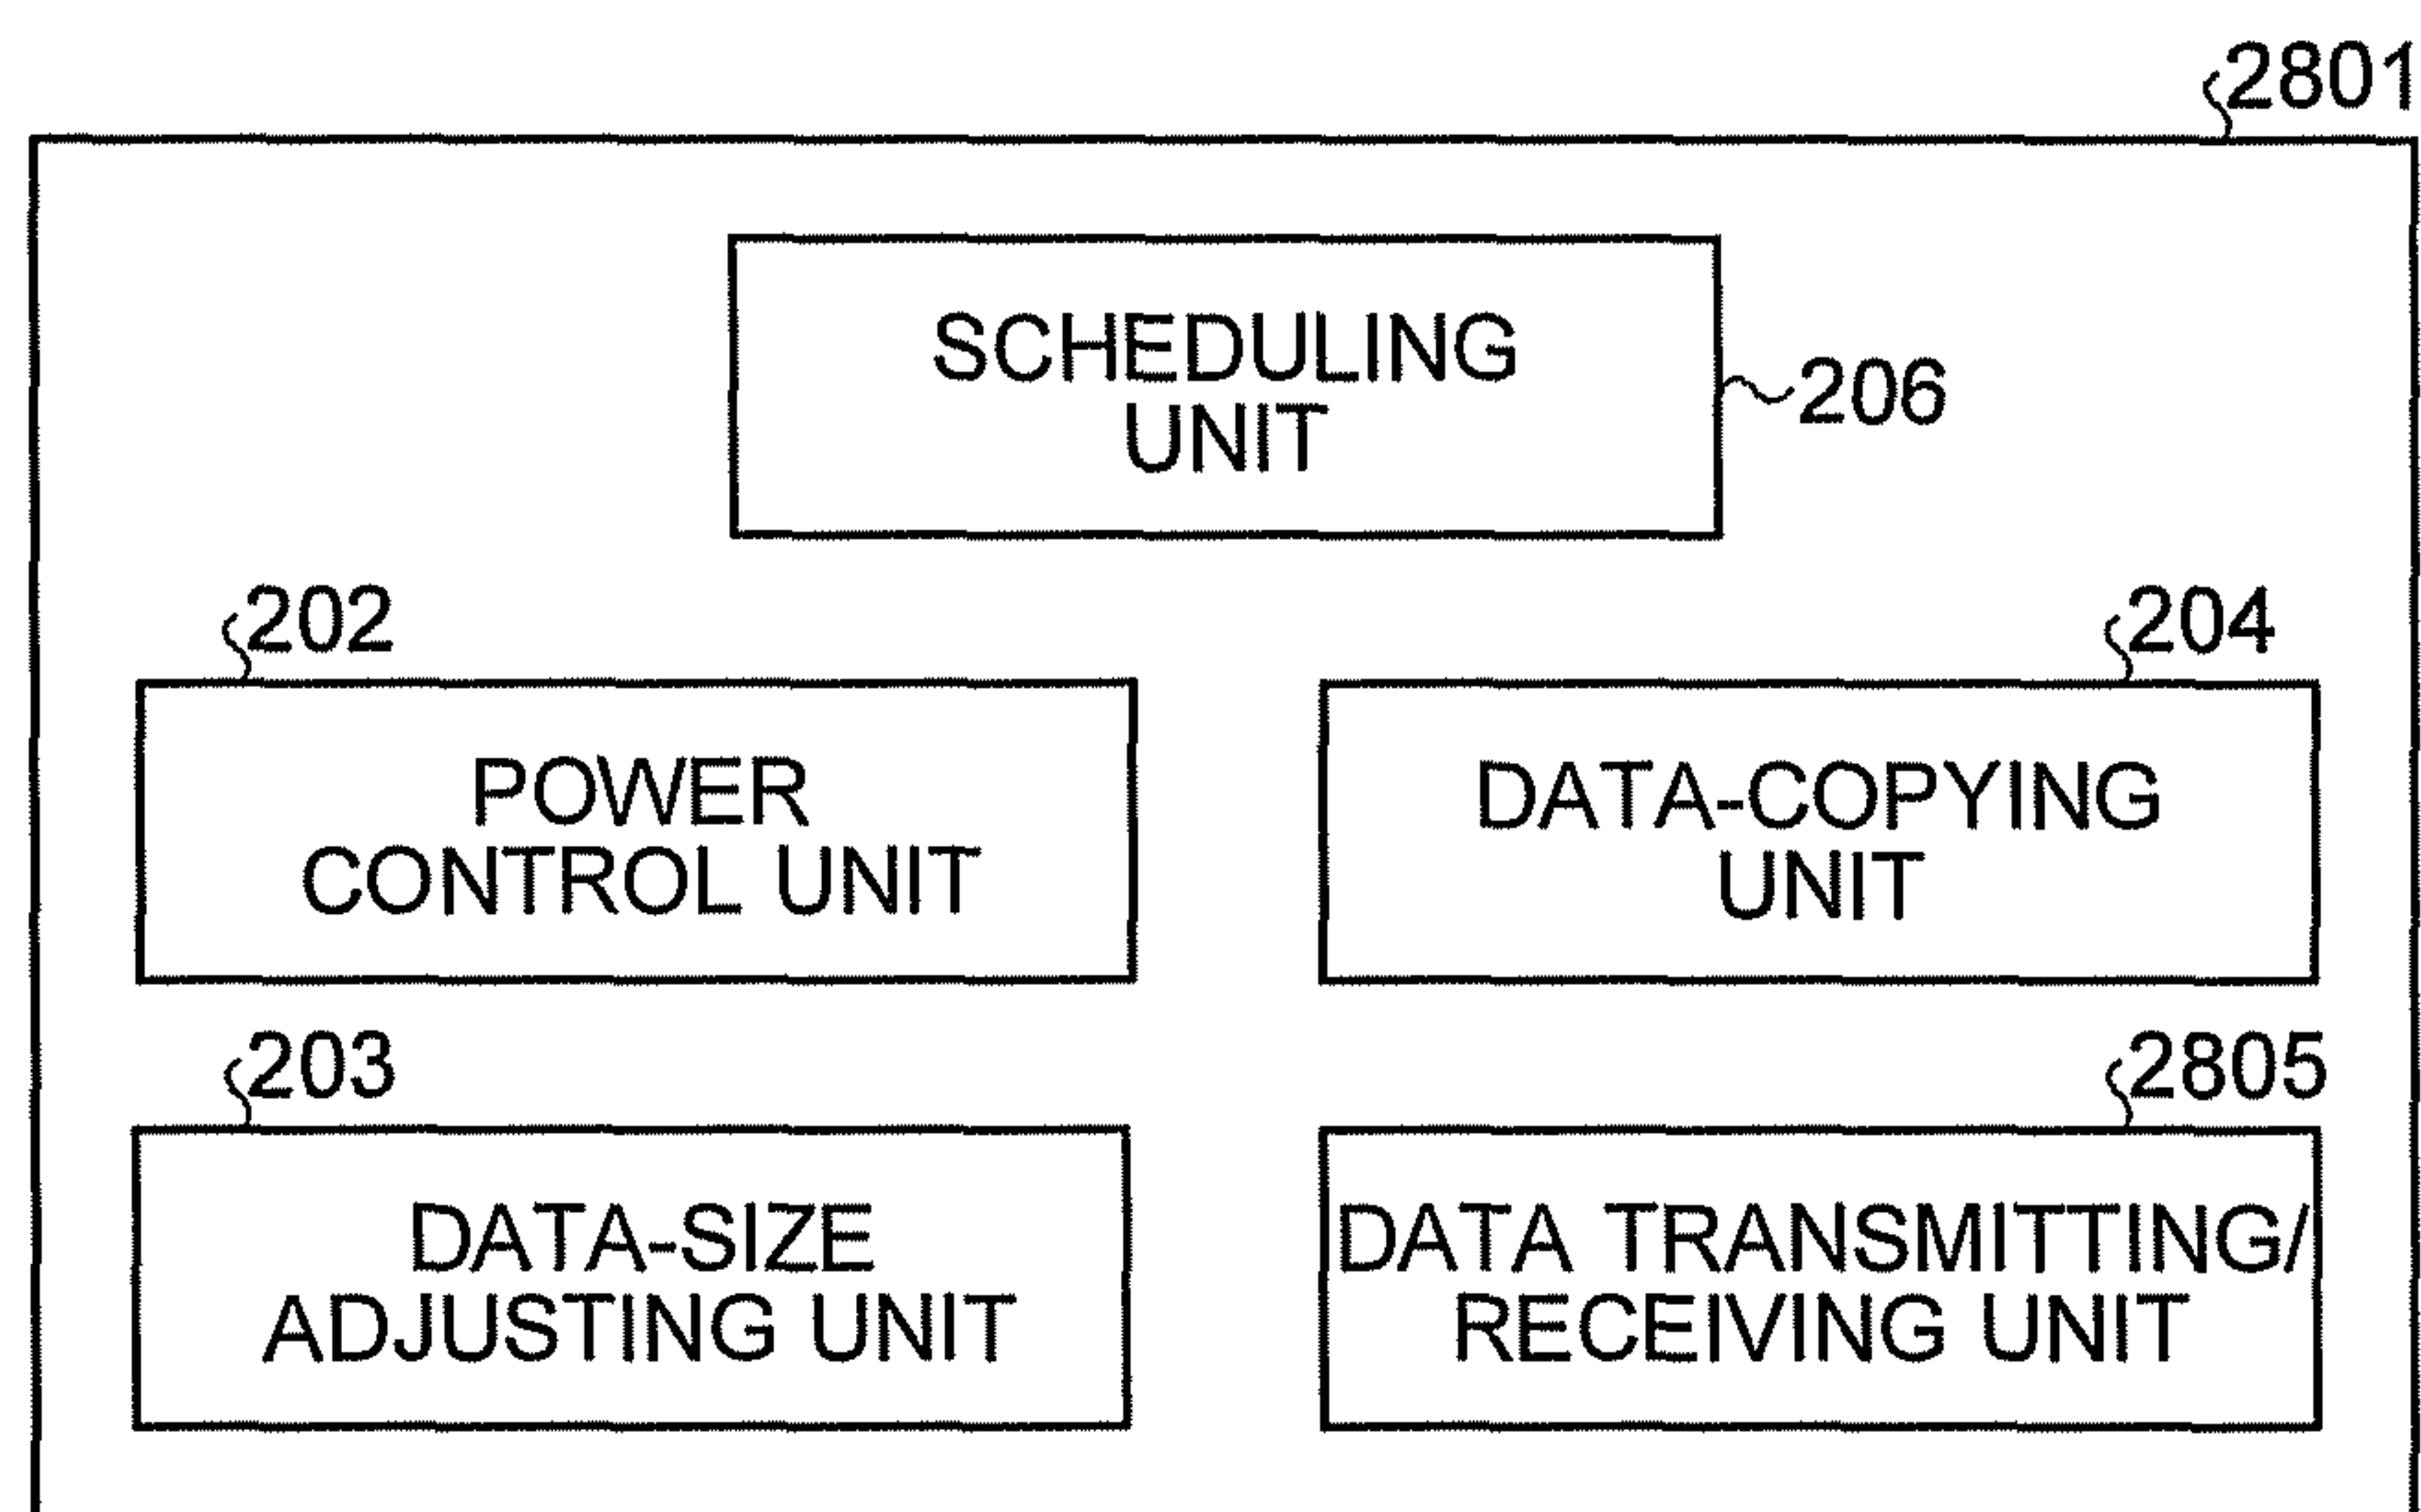 2801
SCHEDULING
UNIT
206
202
POWER
CONTROL UNIT
204
DATA-COPYING
UNIT
203
DATA-SIZE
ADJUSTING UNIT
2805
DATA TRANSMITTING/
RECEIVING UNIT